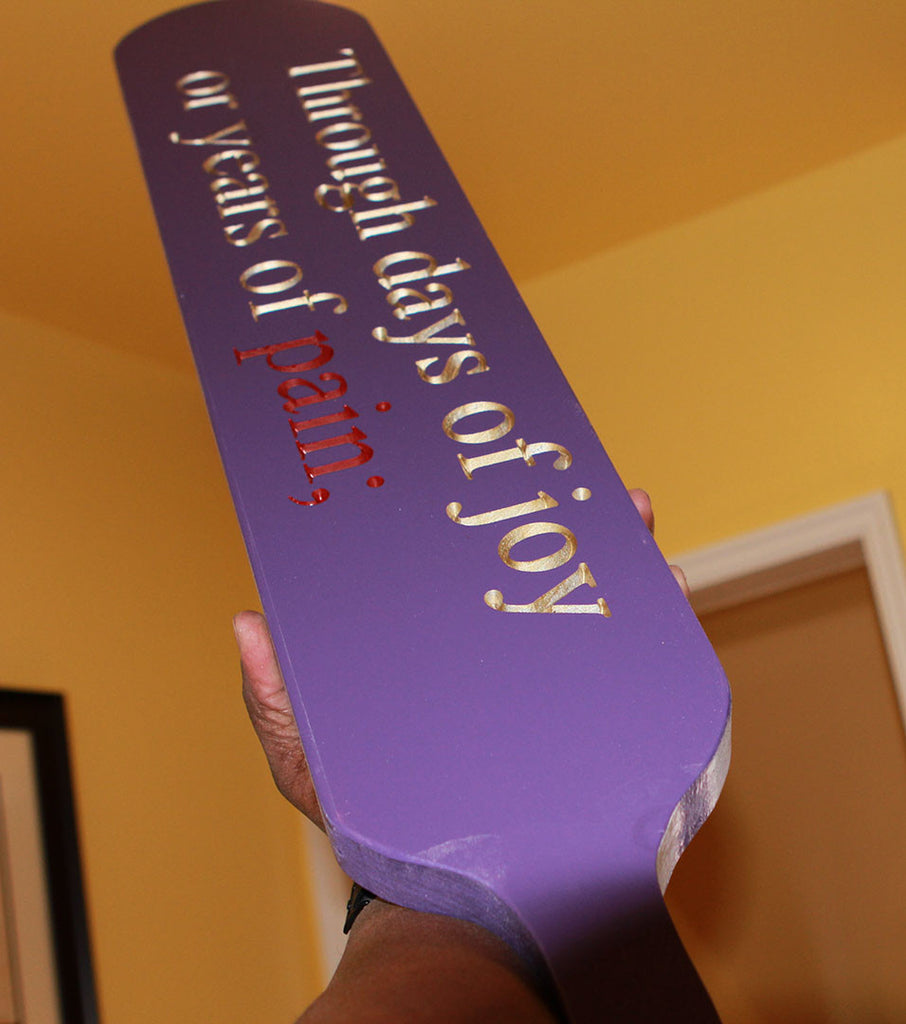 Through days of joy
or years of pain;